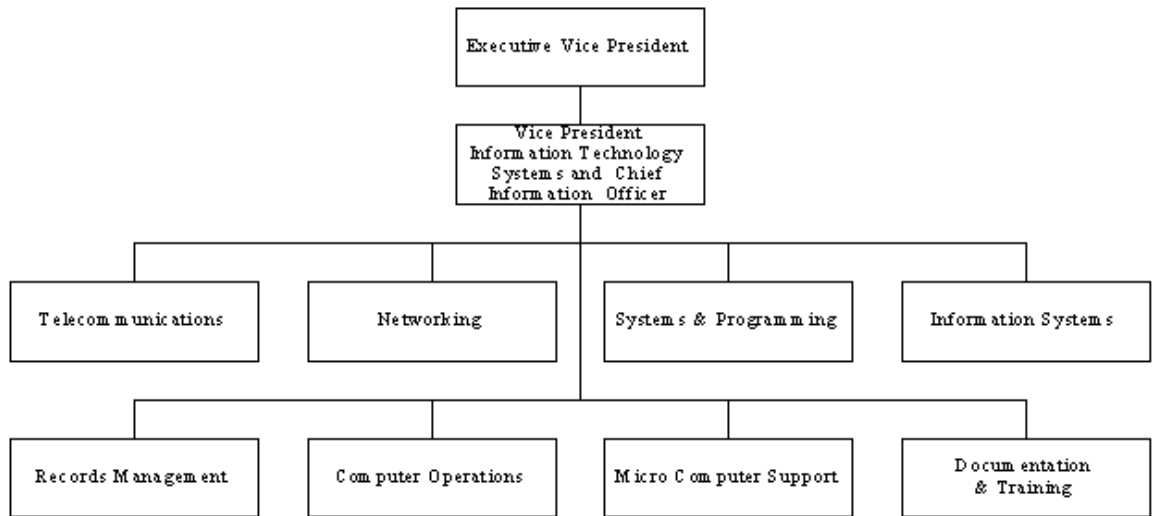 Executive Vice President
Vice President
Information Technology
Systems and Chief
Information Officer
Telecommunications
Networking
Systems & Programming
Information Systems
Records Management
Computer Operations
Micro Computer Support
Documentation
& Training